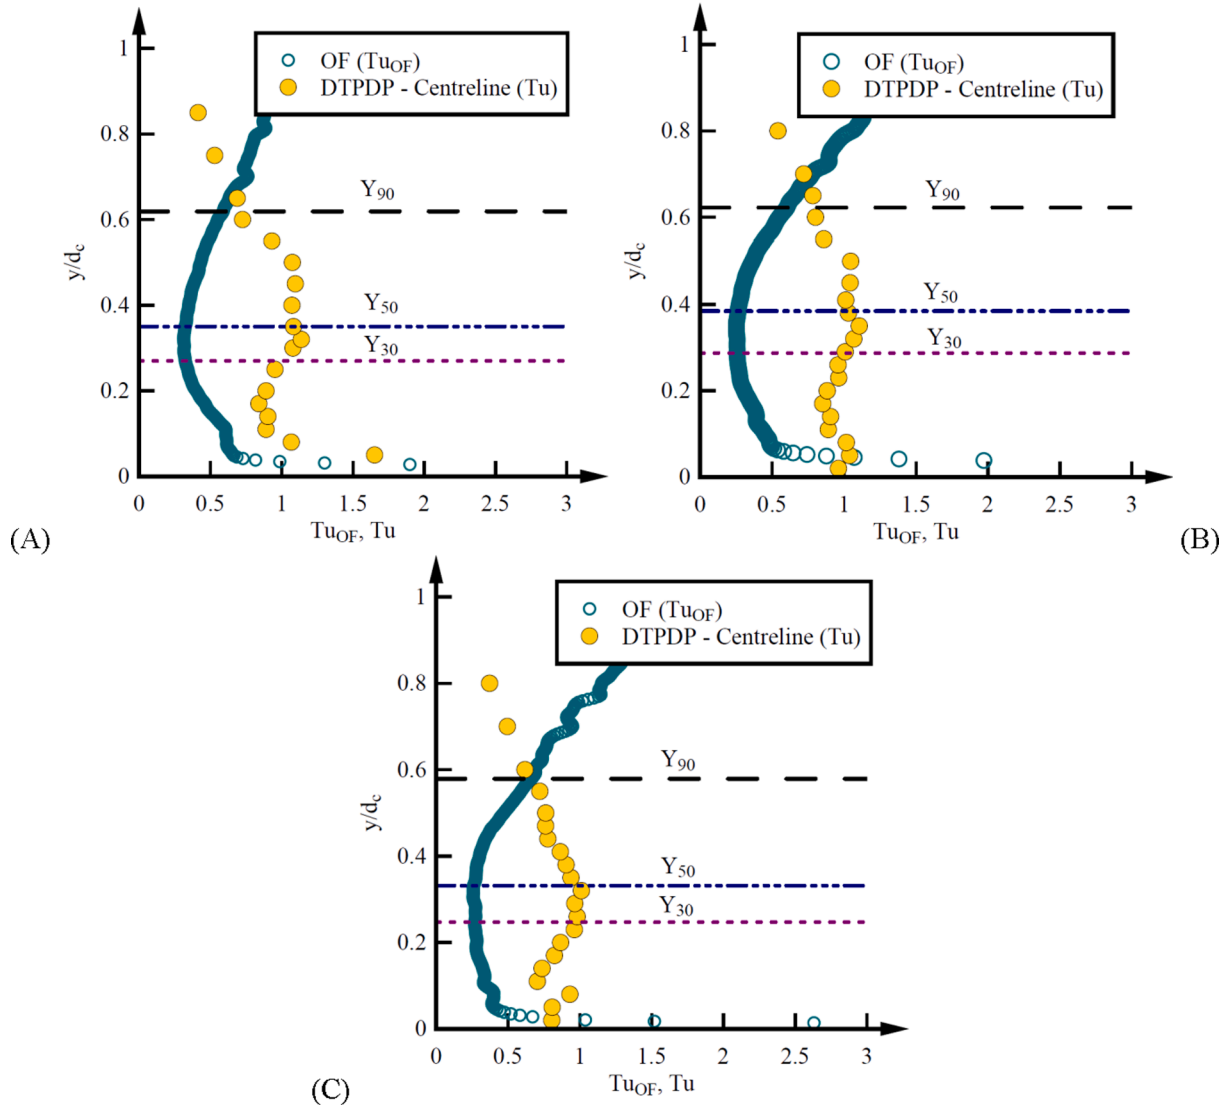 1
0.8
0.6
0.4
0.2
0
y/dc
OF (TuOF)
DTPDP - Centreline (Tu)
Y90
Y50
Y30
0 0.5 1 1.5 2 2.5 3
TuOF, Tu
(A)
1
0.8
0.6
0.4
0.2
0
y/dc
OF (TuOF)
DTPDP - Centreline (Tu)
Y90
Y50
Y30
0 0.5 1 1.5 2 2.5 3
TuOF, Tu
(B)
1
0.8
0.6
0.4
0.2
0
y/dc
OF (TuOF)
DTPDP - Centreline (Tu)
Y90
Y50
Y30
0 0.5 1 1.5 2 2.5 3
TuOF, Tu
(C)